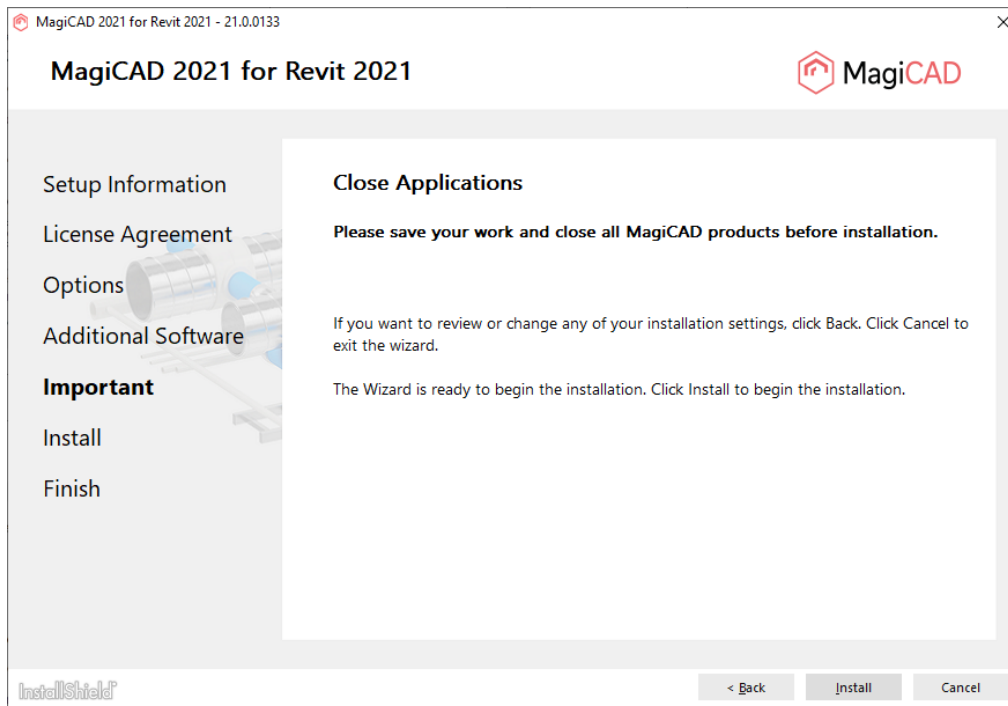 MagiCAD 2021 for Revit 2021 - 21.0.0133
MagiCAD 2021 for Revit 2021
MagiCAD
Setup Information
License Agreement
Options
Additional Software
Important
Install
Finish
Close Applications
Please save your work and close all MagiCAD products before installation.
If you want to review or change any of your installation settings, click Back. Click Cancel to
exit the wizard.
The Wizard is ready to begin the installation. Click Install to begin the installation.
InstallShield
< Back
Install
Cancel